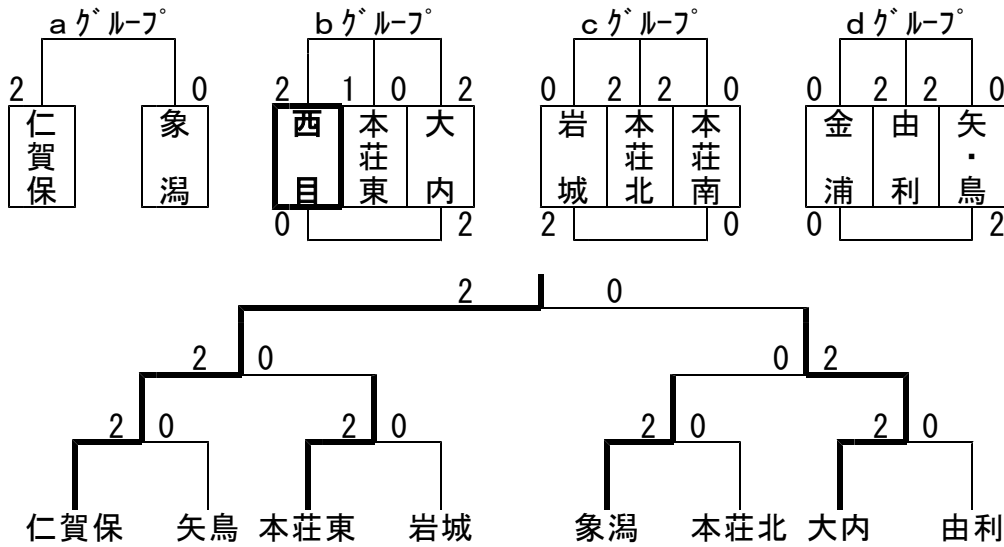 aグループ bグループ cグループ dグループ
2 0 2 1 0 2 0 2 2 0 0 2 2 0
仁賀保 象潟 西目 本荘東 大内 岩城 本荘北 本荘南 金浦 由利 矢・鳥
0 2 2 0 0 2
2 0
2 0 0 2
2 0 2 0 2 0 2 0
仁賀保 矢鳥 本荘東 岩城 象潟 本荘北 大内 由利